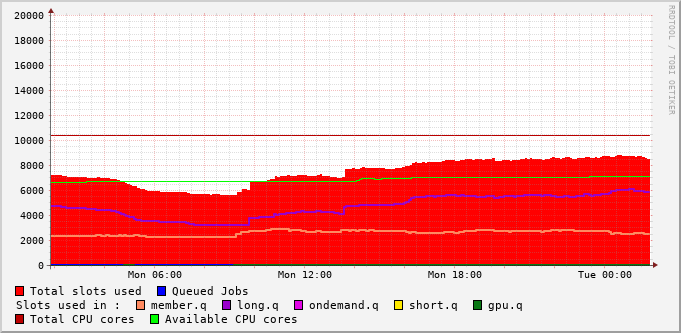 20000
18000
16000
14000
12000
10000
8000
6000
4000
2000
0
Mon 06:00 Mon 12:00 Mon 18:00 Tue 00:00
Total slots used Queued Jobs
Slots used in : member.q long.q ondemand.q short.q gpu.q
Total CPU cores Available CPU cores
RRDTOOL / TOBI OETIKER